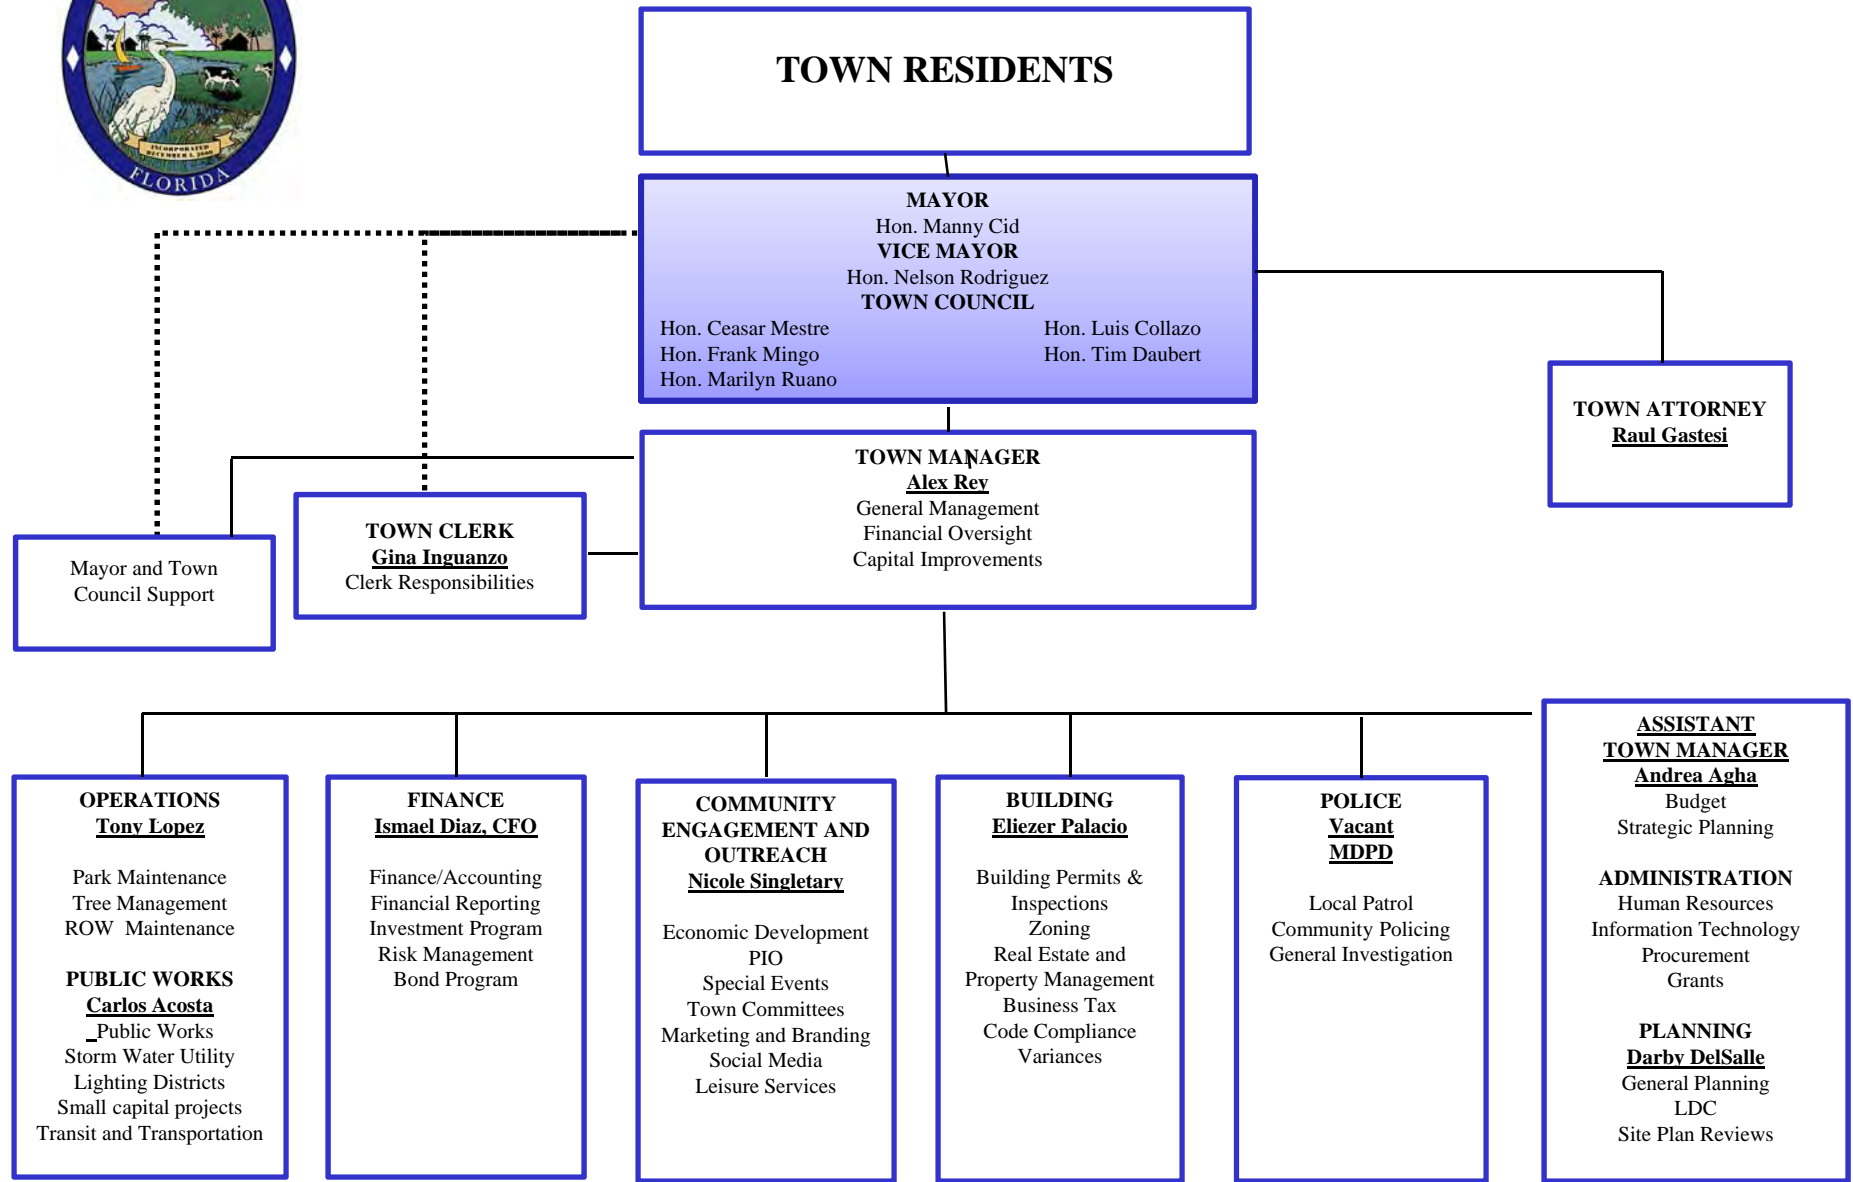 INCORPORATED
DECEMBER 5, 2000
FLORIDA
TOWN RESIDENTS
MAYOR
Hon. Manny Cid
VICE MAYOR
Hon. Nelson Rodriguez
TOWN COUNCIL
Hon. Ceasar Mestre
Hon. Luis Collazo
Hon. Frank Mingo
Hon. Tim Daubert
Hon. Marilyn Ruano
TOWN ATTORNEY
Raul Gastesi
TOWN MANAGER
Alex Rey
General Management
Financial Oversight
Capital Improvements
TOWN CLERK
Gina Inguanzo
Clerk Responsibilities
Mayor and Town
Council Support
OPERATIONS
Tony Lopez
Park Maintenance
Tree Management
ROW Maintenance
PUBLIC WORKS
Carlos Acosta
_Public Works
Storm Water Utility
Lighting Districts
Small capital projects
Transit and Transportation
FINANCE
Ismael Diaz, CFO
Finance/Accounting
Financial Reporting
Investment Program
Risk Management
Bond Program
COMMUNITY
ENGAGEMENT AND
OUTREACH
Nicole Singletary
Economic Development
PIO
Special Events
Town Committees
Marketing and Branding
Social Media
Leisure Services
BUILDING
Eliezer Palacio
Building Permits &
Inspections
Zoning
Real Estate and
Property Management
Business Tax
Code Compliance
Variances
POLICE
Vacant
MDPD
Local Patrol
Community Policing
General Investigation
ASSISTANT
TOWN MANAGER
Andrea Agha
Budget
Strategic Planning
ADMINISTRATION
Human Resources
Information Technology
Procurement
Grants
PLANNING
Darby DelSalle
General Planning
LDC
Site Plan Reviews